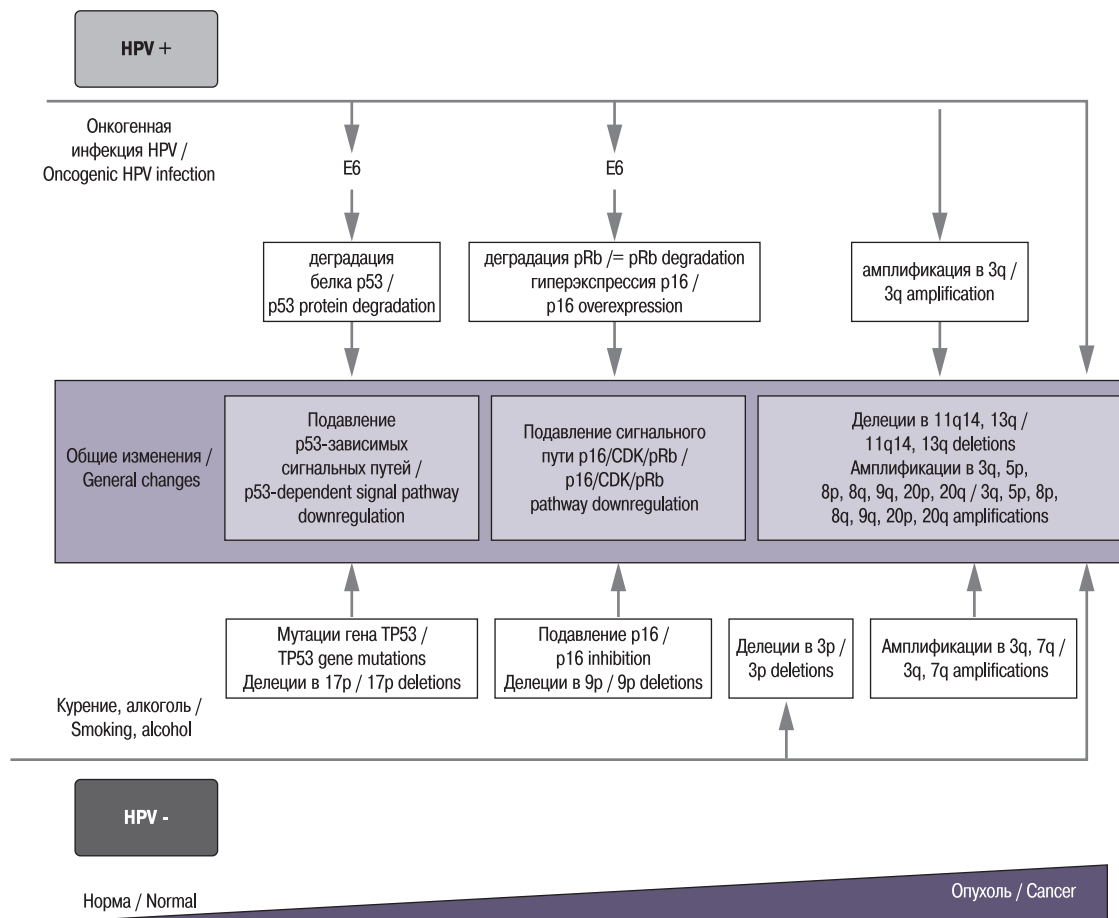 HPV +
Онкогенная
инфекция HPV /
Oncogenic HPV infection
E6
E6
деградация
белка p53 /
p53 protein degradation
деградация pRb /= pRb degradation
гиперэкспрессия p16 /
p16 overexpression
амплификация в 3q /
3q amplification
Общие изменения /
General changes
Подавление
p53-зависимых
сигнальных путей /
p53-dependent signal pathway
downregulation
Подавление сигнального
пути p16/CDK/pRb /
p16/CDK/pRb
pathway downregulation
Делеции в 11q14, 13q /
11q14, 13q deletions
Амплификации в 3q, 5p,
8p, 8q, 9q, 20p, 20q / 3q, 5p, 8p,
8q, 9q, 20p, 20q amplifications
Мутации гена TP53 /
TP53 gene mutations
Делеции в 17p / 17p deletions
Подавление p16 /
p16 inhibition
Делеции в 9p / 9p deletions
Делеции в 3p /
3p deletions
Амплификации в 3q, 7q /
3q, 7q amplifications
Курение, алкоголь /
Smoking, alcohol
HPV -
Норма / Normal
Опухоль / Cancer